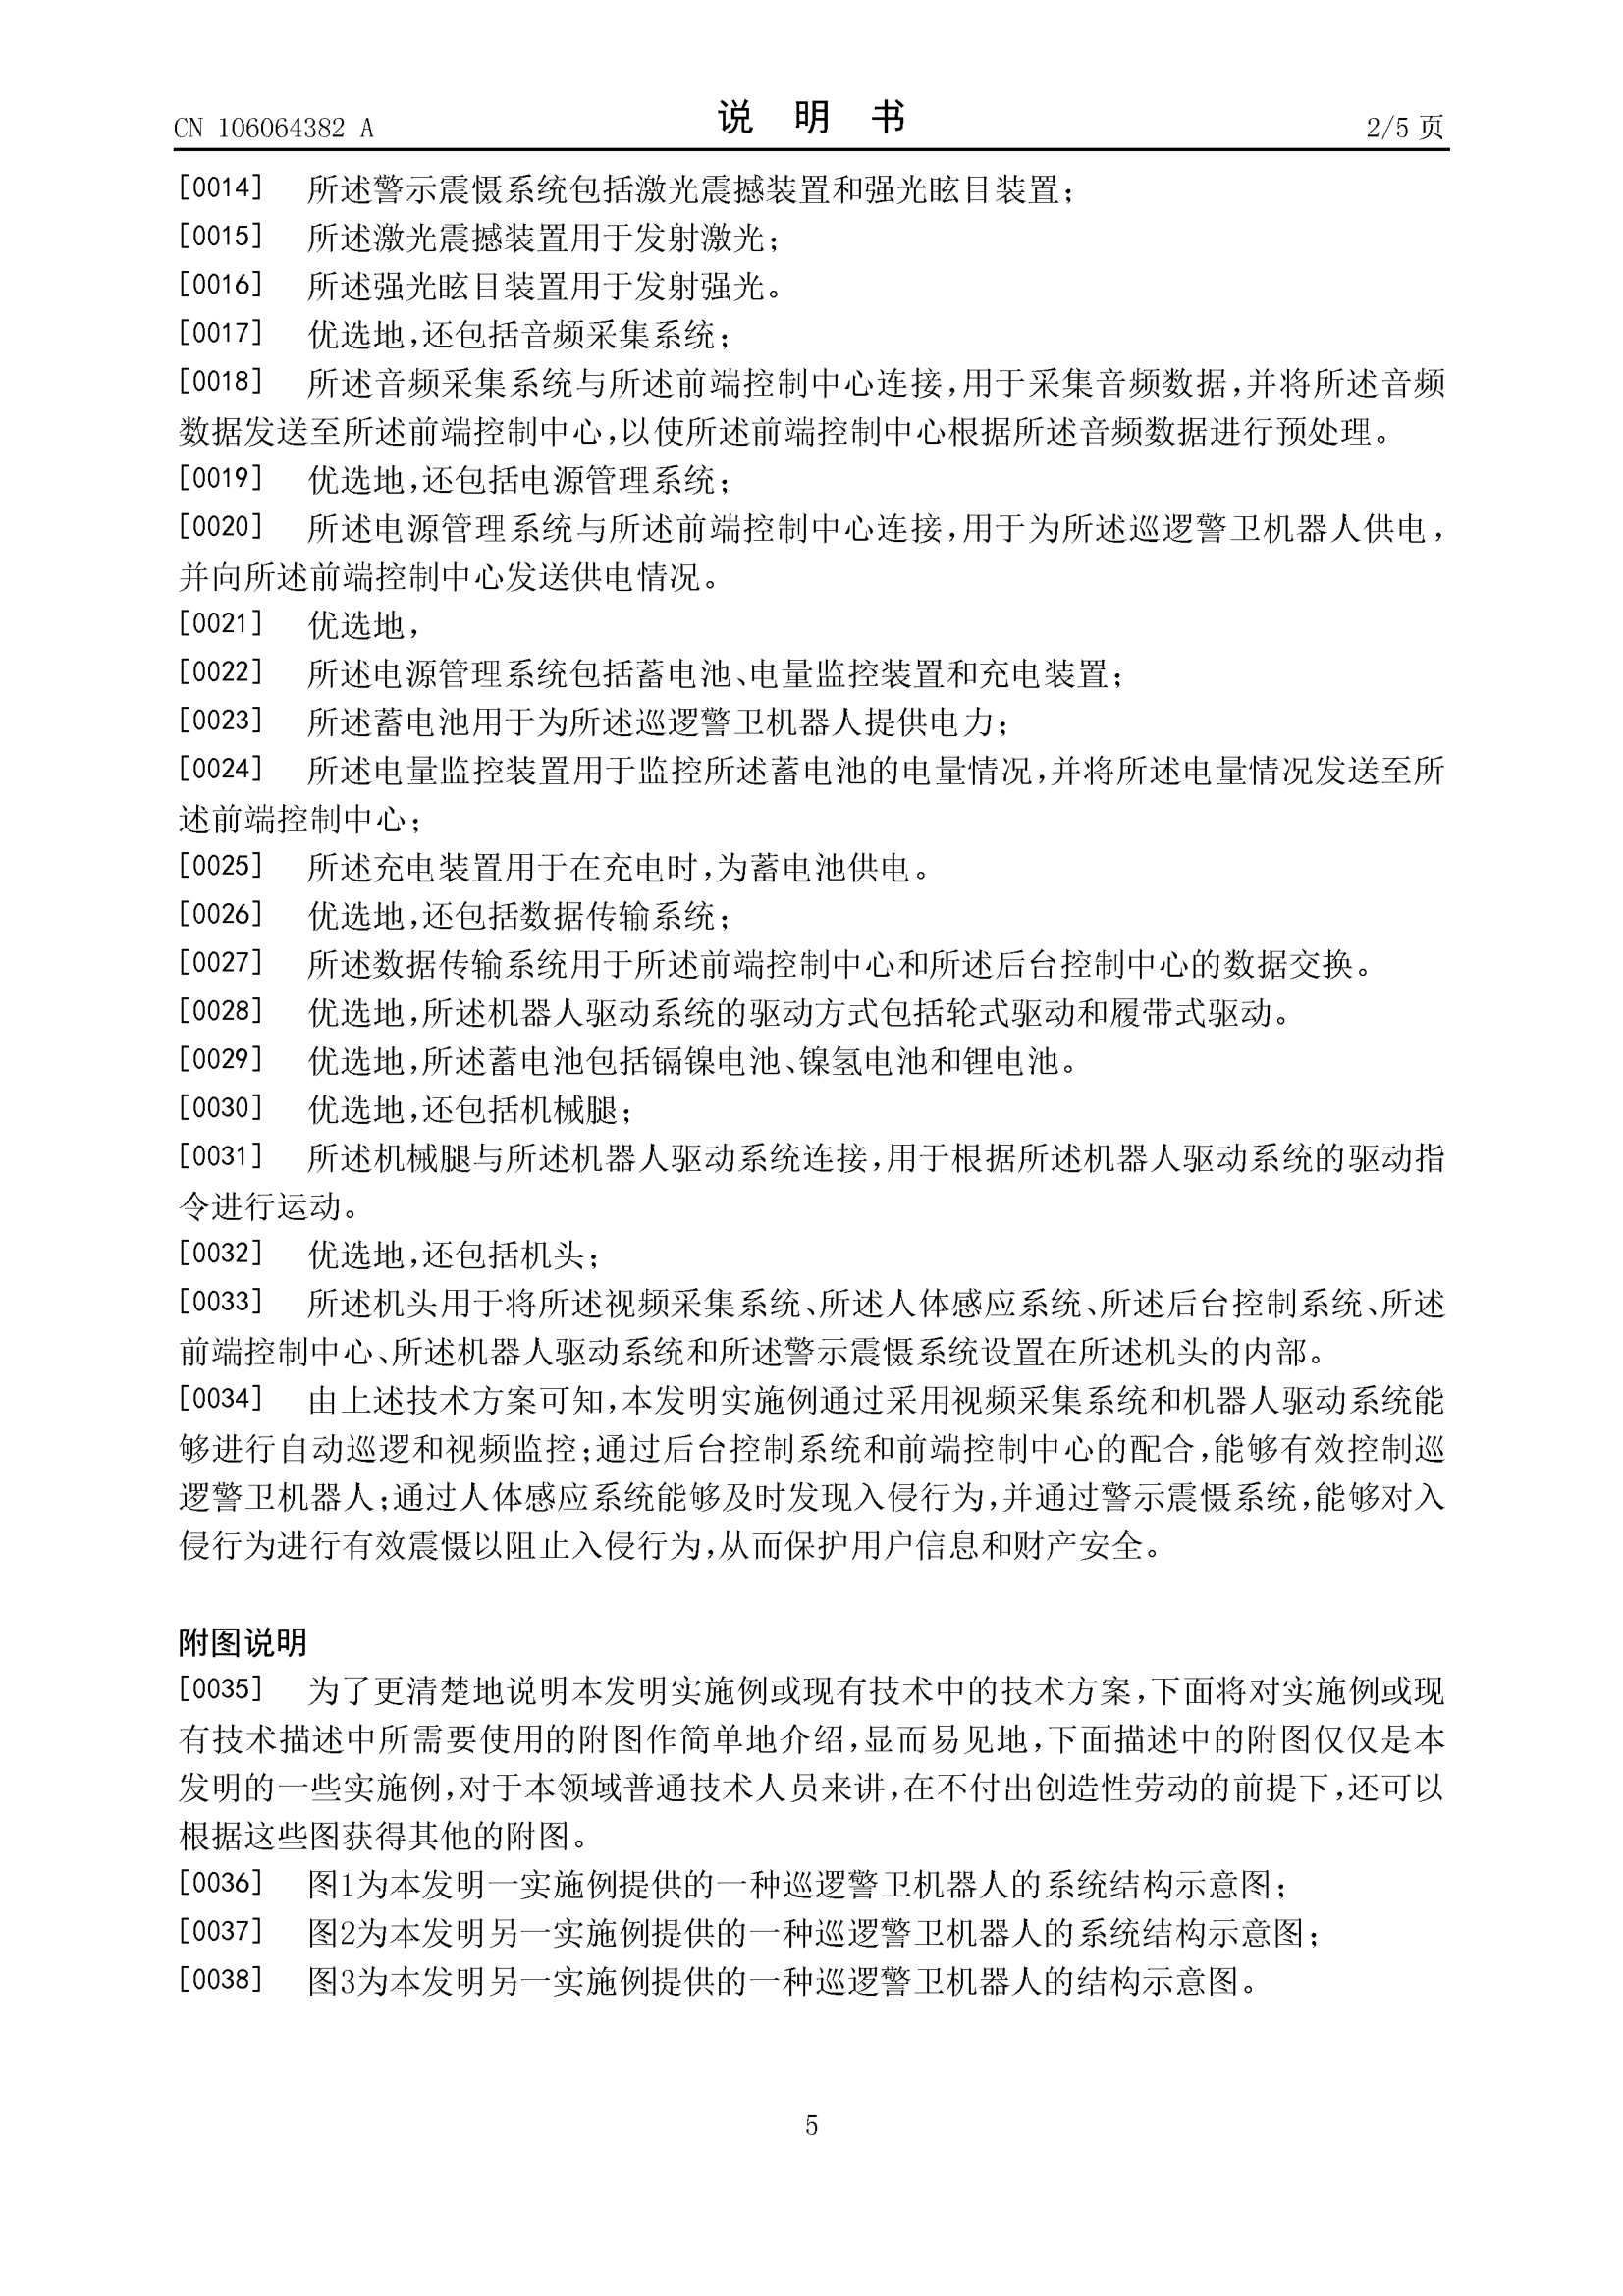 CN 106064382 A
说 明 书
2/5 页
[0014] 所述警示震慑系统包括激光震撼装置和强光眩目装置；
[0015] 所述激光震撼装置用于发射激光；
[0016] 所述强光眩目装置用于发射强光。
[0017] 优选地，还包括音频采集系统；
[0018] 所述音频采集系统与所述前端控制中心连接，用于采集音频数据，并将所述音频
数据发送至所述前端控制中心，以使所述前端控制中心根据所述音频数据进行预处理。
[0019] 优选地，还包括电源管理系统；
[0020] 所述电源管理系统与所述前端控制中心连接，用于为所述巡逻警卫机器人供电，
并向所述前端控制中心发送供电情况。
[0021] 优选地，
[0022] 所述电源管理系统包括蓄电池、电量监控装置和充电装置；
[0023] 所述蓄电池用于为所述巡逻警卫机器人提供电力；
[0024] 所述电量监控装置用于监控所述蓄电池的电量情况，并将所述电量情况发送至所
述前端控制中心；
[0025] 所述充电装置用于在充电时，为蓄电池供电。
[0026] 优选地，还包括数据传输系统；
[0027] 所述数据传输系统用于所述前端控制中心和所述后台控制中心的数据交换。
[0028] 优选地，所述机器人驱动系统的驱动方式包括轮式驱动和履带式驱动。
[0029] 优选地，所述蓄电池包括镉镍电池、镍氢电池和锂电池。
[0030] 优选地，还包括机械腿；
[0031] 所述机械腿与所述机器人驱动系统连接，用于根据所述机器人驱动系统的驱动指
令进行运动。
[0032] 优选地，还包括机头；
[0033] 所述机头用于将所述视频采集系统、所述人体感应系统、所述后台控制系统、所述
前端控制中心、所述机器人驱动系统和所述警示震慑系统设置在所述机头的内部。
[0034] 由上述技术方案可知，本发明实施例通过采用视频采集系统和机器人驱动系统能
够进行自动巡逻和视频监控；通过后台控制系统和前端控制中心的配合，能够有效控制巡
逻警卫机器人；通过人体感应系统能够及时发现入侵行为，并通过警示震慑系统，能够对入
侵行为进行有效震慑以阻止入侵行为，从而保护用户信息和财产安全。
附图说明
[0035] 为了更清楚地说明本发明实施例或现有技术中的技术方案，下面将对实施例或现
有技术描述中所需要使用的附图作简单地介绍，显而易见地，下面描述中的附图仅仅是本
发明的一些实施例，对于本领域普通技术人员来讲，在不付出创造性劳动的前提下，还可以
根据这些图获得其他的附图。
[0036] 图1为本发明一实施例提供的一种巡逻警卫机器人的系统结构示意图；
[0037] 图2为本发明另一实施例提供的一种巡逻警卫机器人的系统结构示意图；
[0038] 图3为本发明另一实施例提供的一种巡逻警卫机器人的结构示意图。
5